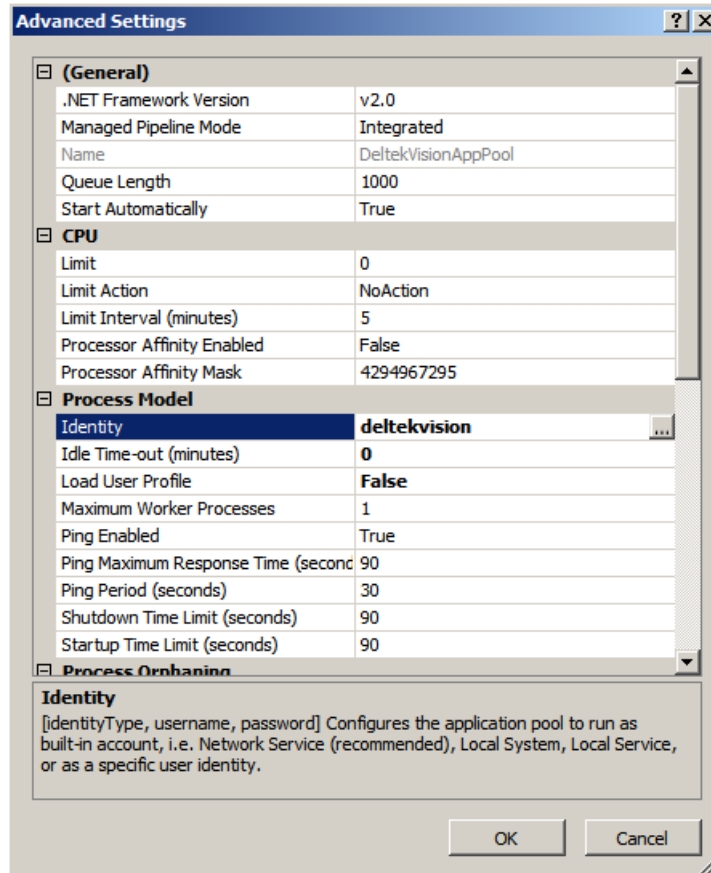 Advanced Settings
(General)
.NET Framework Version v2.0
Managed Pipeline Mode Integrated
Name DeltekVisionAppPool
Queue Length 1000
Start Automatically True
CPU
Limit 0
Limit Action NoAction
Limit Interval (minutes) 5
Processor Affinity Enabled False
Processor Affinity Mask 4294967295
Process Model
Identity deltekvision ...
Idle Time-out (minutes) 0
Load User Profile False
Maximum Worker Processes 1
Ping Enabled True
Ping Maximum Response Time (second 90
Ping Period (seconds) 30
Shutdown Time Limit (seconds) 90
Startup Time Limit (seconds) 90
Process Orphaning
Identity
[identityType, username, password] Configures the application pool to run as
built-in account, i.e. Network Service (recommended), Local System, Local Service,
or as a specific user identity.
OK Cancel